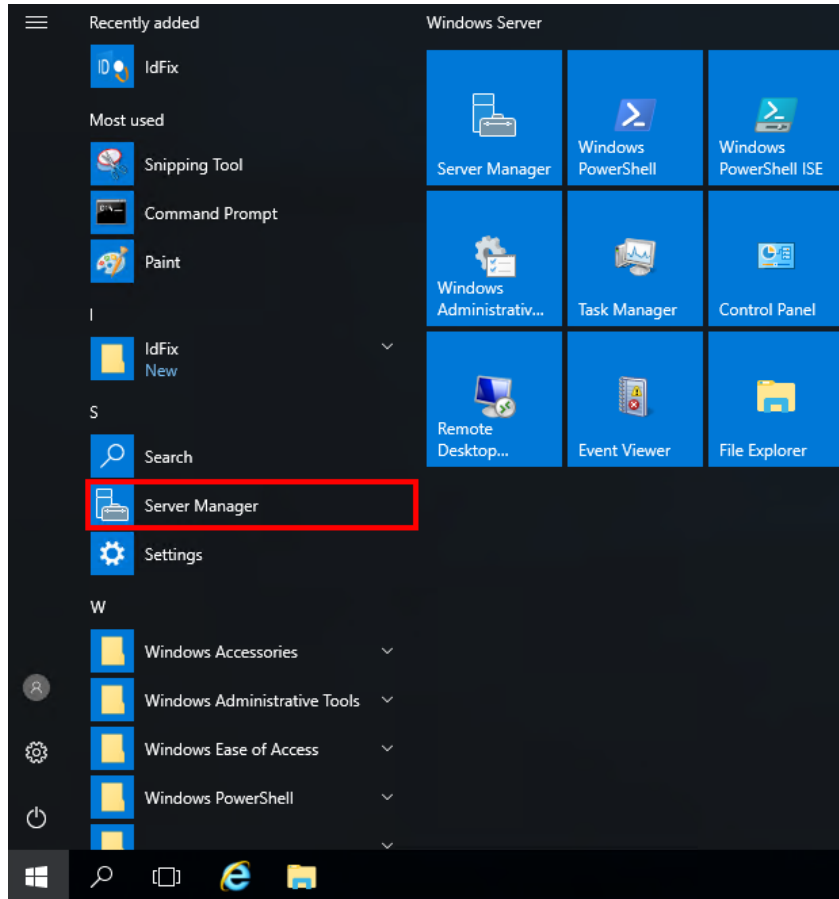 Recently added
IdFix
Most used
Snipping Tool
Command Prompt
Paint
I
IdFix
New
S
Search
Server Manager
Settings
W
Windows Accessories
Windows Administrative Tools
Windows Ease of Access
Windows PowerShell
Windows Server
Server Manager
Windows
PowerShell
Windows
PowerShell ISE
Windows
Administrativ...
Task Manager
Control Panel
Remote
Desktop...
Event Viewer
File Explorer